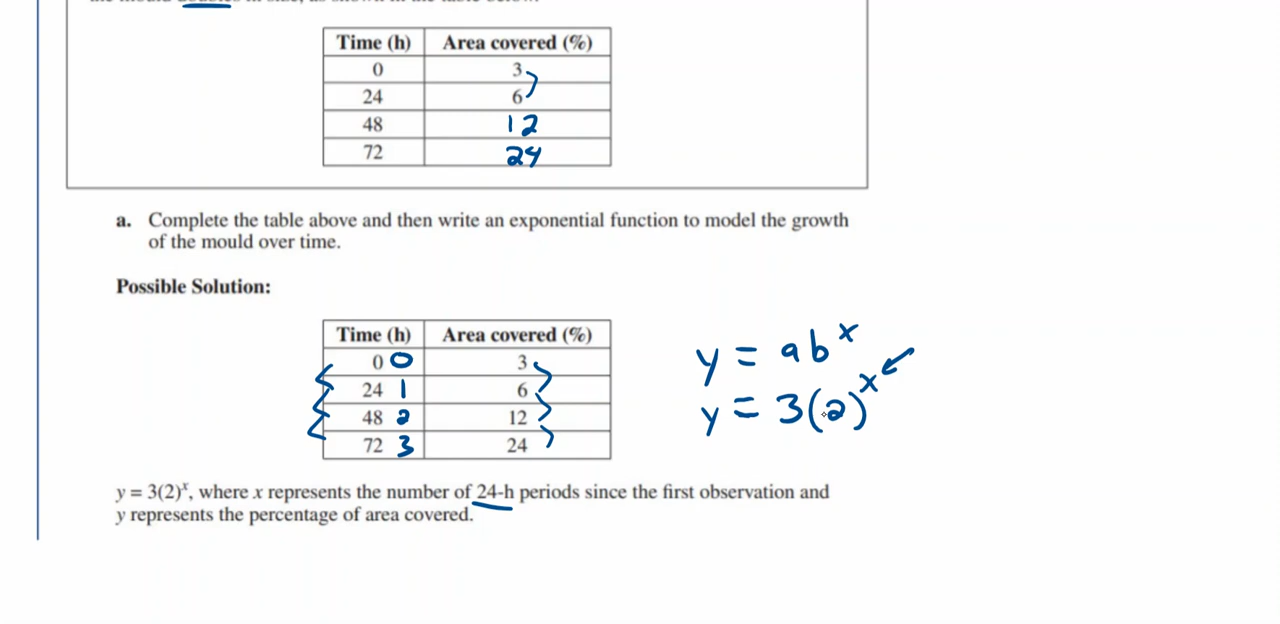 Time (h) Area covered (%)
0 3
24 6
48 12
72 24
a. Complete the table above and then write an exponential function to model the growth
of the mould over time.
Possible Solution:
Time (h) Area covered (%)
0 0 3
24 1 6
48 2 12
72 3 24
y = ab^x
y = 3(2)^x
y = 3(2)^x, where x represents the number of 24-h periods since the first observation and
y represents the percentage of area covered.